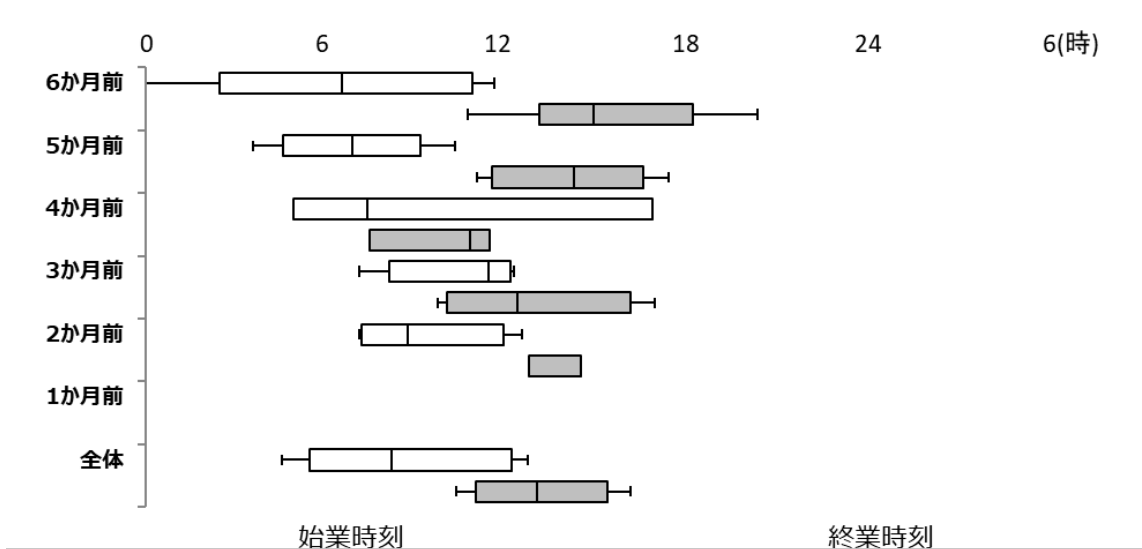 0 6 12 18 24 6(時)
6か月前
5か月前
4か月前
3か月前
2か月前
1か月前
全体
始業時刻 終業時刻